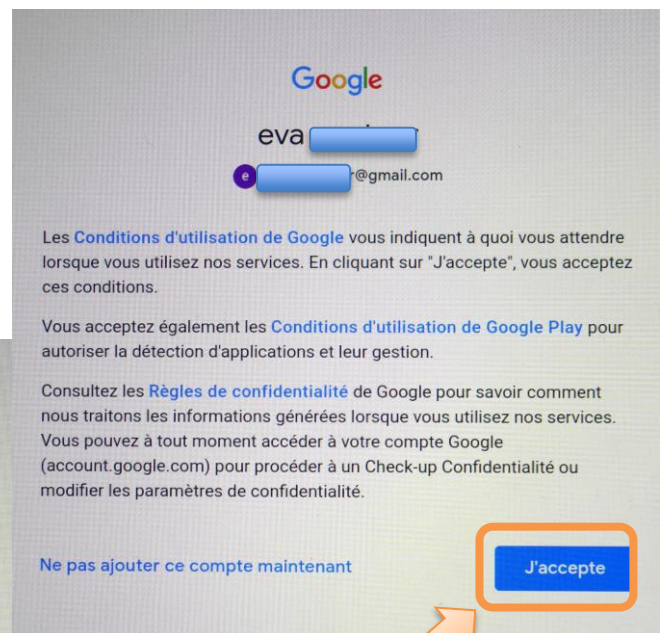 Google
eva
e
@gmail.com
Les Conditions d'utilisation de Google vous indiquent à quoi vous attendre
lorsque vous utilisez nos services. En cliquant sur "J'accepte", vous acceptez
ces conditions.
Vous acceptez également les Conditions d'utilisation de Google Play pour
autoriser la détection d'applications et leur gestion.
Consultez les Règles de confidentialité de Google pour savoir comment
nous traitons les informations générées lorsque vous utilisez nos services.
Vous pouvez à tout moment accéder à votre compte Google
(account.google.com) pour procéder à un Check-up Confidentialité ou
modifier les paramètres de confidentialité.
Ne pas ajouter ce compte maintenant
J'accepte